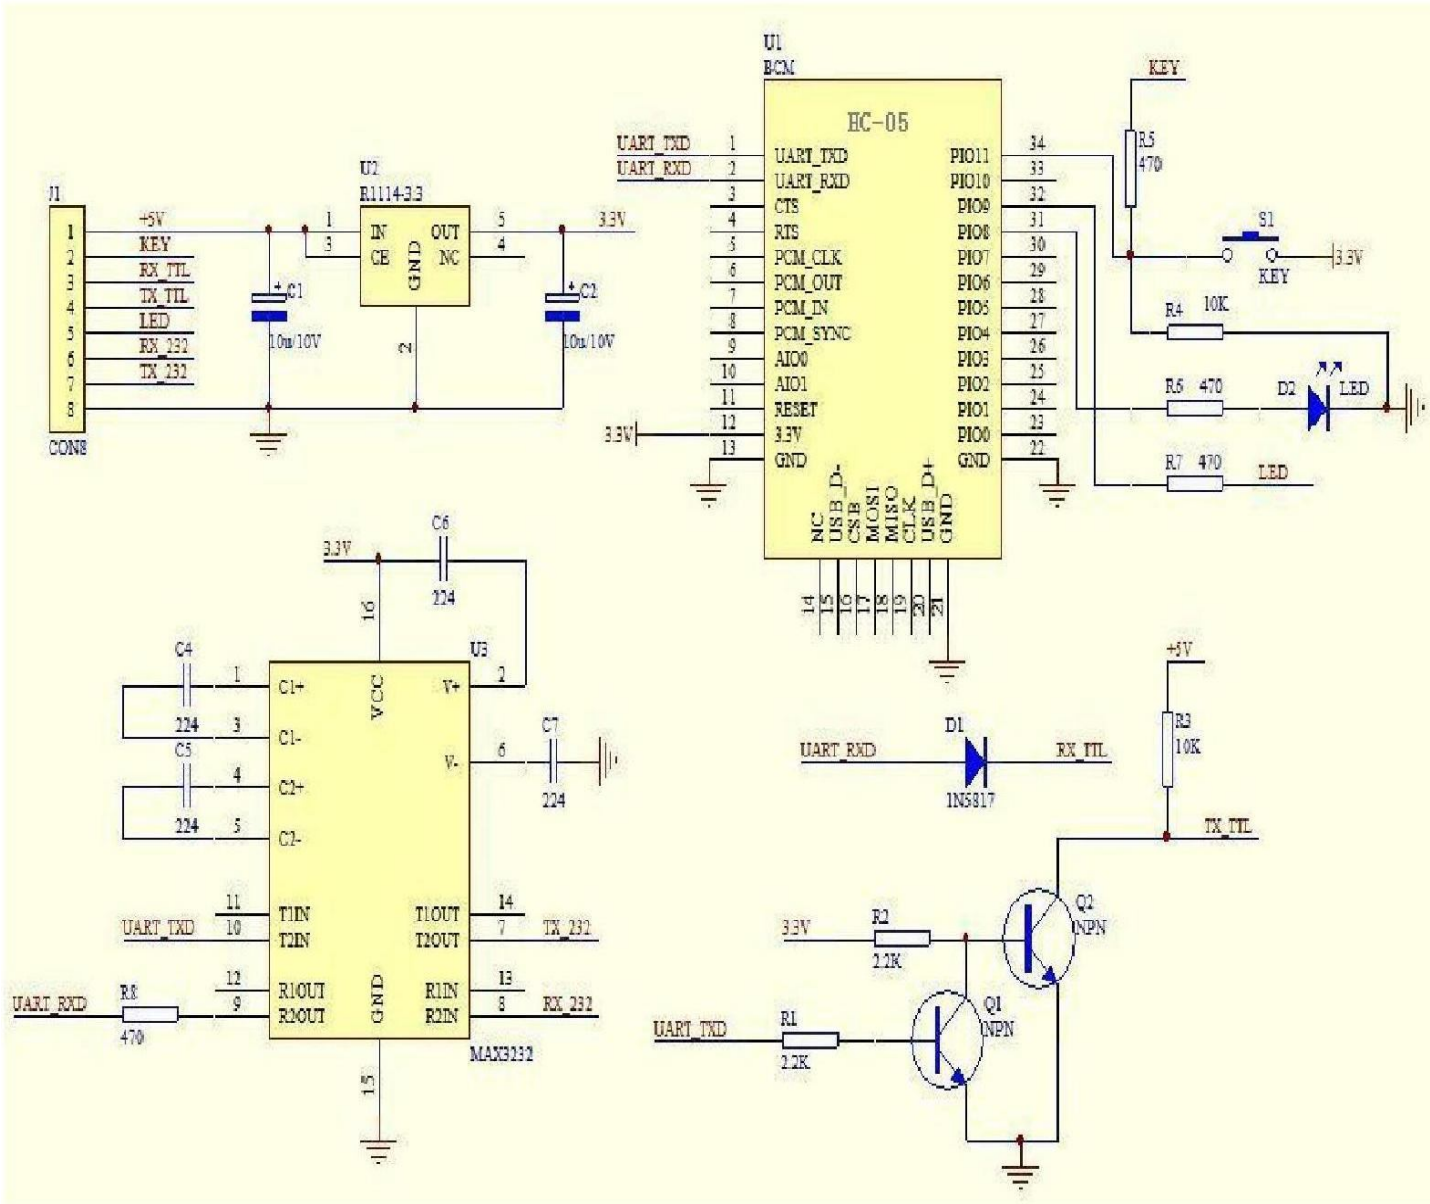 J1
1 +5V
2 KEY
3 RX_TTL
4 TX_TTL
5 LED
6 RX_232
7 TX_232
8
CON8
U2
R1114-3.3
1 IN OUT 5 3.3V
3 CE NC 4
GND
2
C1
10u/10V
C2
10u/10V
U1
BCM
HC-05
UART_TXD 1 UART_TXD PIO11 34
UART_RXD 2 UART_RXD PIO10 33
3 CTS PIO9 32
4 RTS PIO8 31
5 PCM_CLK PIO7 30
6 PCM_OUT PIO6 29
7 PCM_IN PIO5 28
8 PCM_SYNC PIO4 27
9 AIO0 PIO3 26
10 AIO1 PIO2 25
11 RESET PIO1 24
3.3V 12 3.3V PIO0 23
13 GND GND 22
NC USB_D- CSB MOSI MISO CLK USB_D+ GND
14 15 16 17 18 19 20 21
KEY
R5
470
S1
KEY
3.3V
R4 10K
R6 470 D2 LED
R7 470 LED
3.3V
C6
224
16
U3
C4
224
C5
224
VCC
1 C1+ V+ 2
3 C1-
V- 6
4 C2+
5 C2-
C7
224
11 T1IN T1OUT 14
UART_TXD 10 T2IN T2OUT 7 TX_232
12 R1OUT R1IN 13
UART_RXD R8 9 R2OUT R2IN 8 RX_232
470
GND
MAX3232
15
D1
UART_RXD RX_TTL
1N5817
+5V
R3
10K
TX_TTL
Q2
NPN
3.3V R2
2.2K
Q1
NPN
UART_TXD R1
2.2K